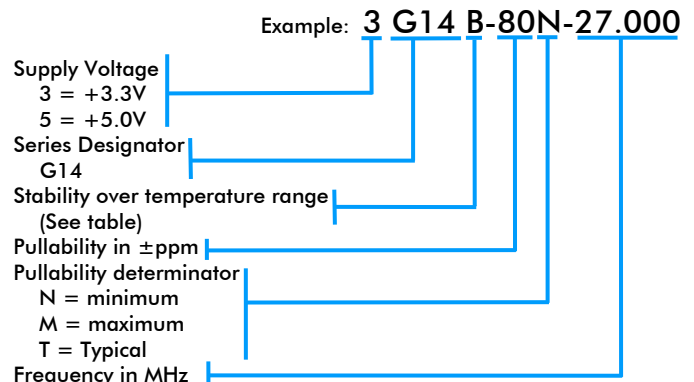 Example: 3 G14 B-80N-27.000
Supply Voltage
3 = +3.3V
5 = +5.0V
Series Designator
G14
Stability over temperature range
(See table)
Pullability in ±ppm
Pullability determinator
N = minimum
M = maximum
T = Typical
Frequency in MHz